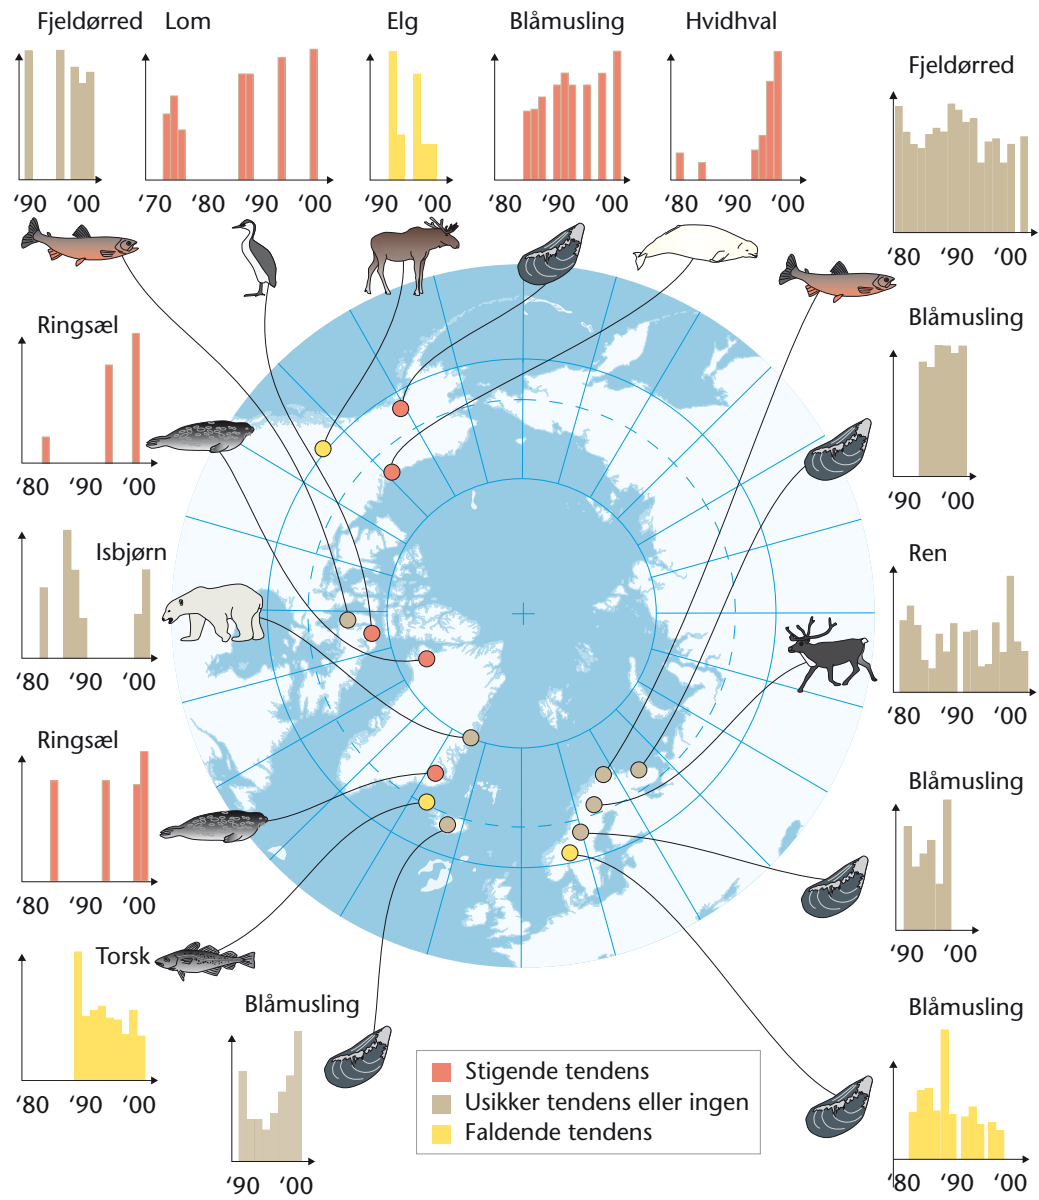 Fjeldørred
Lom
Elg
Blåmusling
Hvidhval
‘90 ‘00
‘70 ‘80 ‘90 ‘00
‘90 ‘00
‘80 ‘90 ‘00
‘80 ‘90 ‘00
Fjeldørred
‘80 ‘90 ‘00
Ringsæl
‘80 ‘90 ‘00
Blåmusling
‘90 ‘00
Isbjørn
‘80 ‘90 ‘00
Ren
‘80 ‘90 ‘00
Ringsæl
‘80 ‘90 ‘00
Blåmusling
‘90 ‘00
Torsk
‘80 ‘90 ‘00
Blåmusling
‘90 ‘00
Blåmusling
‘80 ‘90 ‘00
Stigende tendens
Usikker tendens eller ingen
Faldende tendens